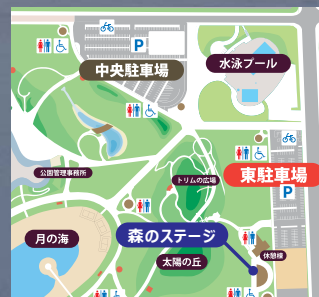 P
中央駐車場
水泳プール
公園管理事務所
トリムの広場
東駐車場
P
月の海
森のステージ
休憩棟
太陽の丘